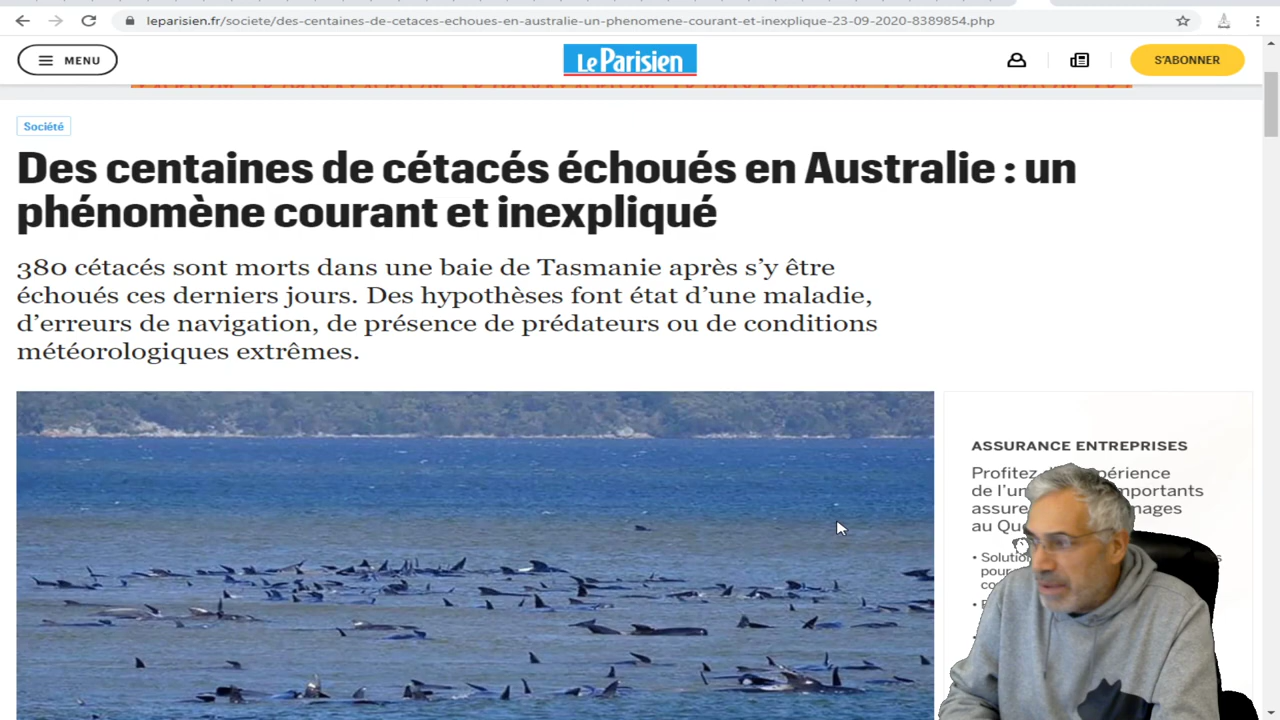 leparisien.fr/societe/des-centaines-de-cetaces-echoues-en-australie-un-phenomene-courant-et-inexplique-23-09-2020-8389854.php
MENU
Le Parisien
S'ABONNER
Société
Des centaines de cétacés échoués en Australie : un
phénomène courant et inexpliqué
380 cétacés sont morts dans une baie de Tasmanie après s'y être
échoués ces derniers jours. Des hypothèses font état d'une maladie,
d'erreurs de navigation, de présence de prédateurs ou de conditions
météorologiques extrêmes.
ASSURANCE ENTREPRISES
Profitez
de l'un
au